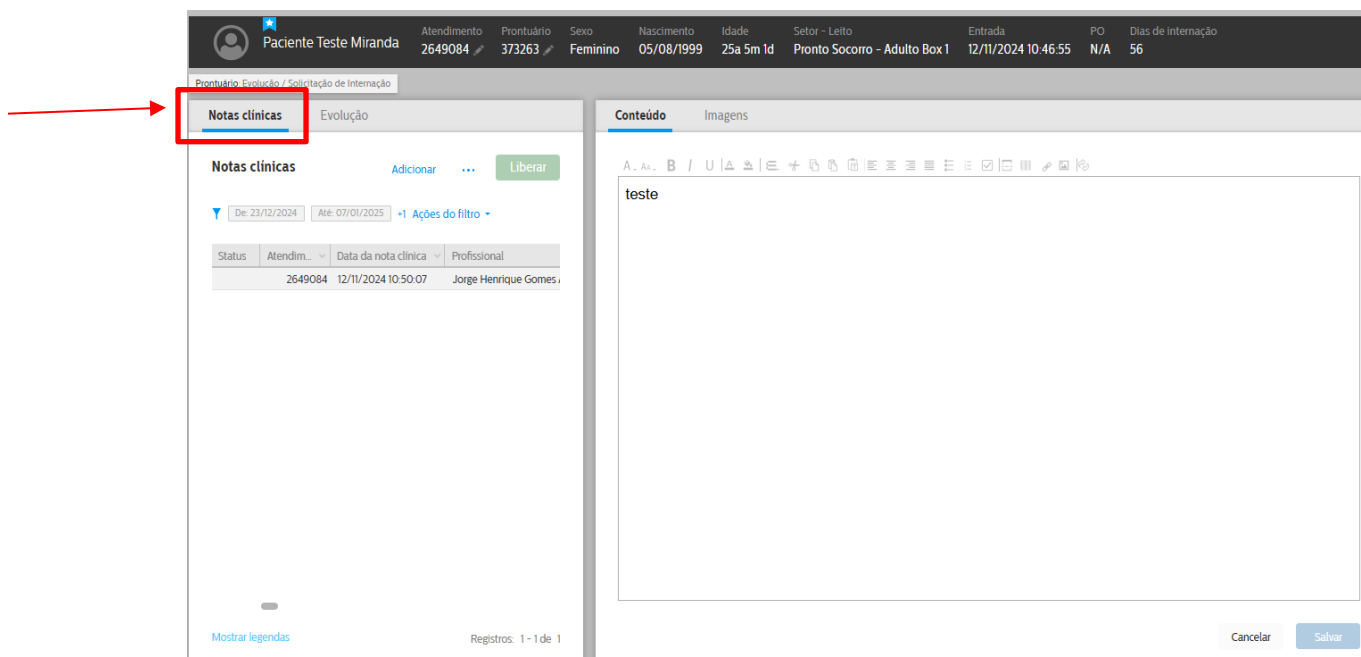 Paciente Teste Miranda
Atendimento Prontuário Sexo Nascimento Idade Setor - Leito Entrada PO Dias de internação
2649084 373263 Feminino 05/08/1999 25a 5m 1d Pronto Socorro - Adulto Box 1 12/11/2024 10:46:55 N/A 56
Prontuário: Evolução / Solicitação de Internação
Notas clínicas Evolução
Notas clínicas
Adicionar ... Liberar
De: 23/12/2024 Até: 07/01/2025 +1 Ações do filtro
Status Atendim... Data da nota clínica Profissional
2649084 12/11/2024 10:50:07 Jorge Henrique Gomes
Mostrar legendas Registros: 1 - 1 de 1
Conteúdo Imagens
teste
Cancelar Salvar